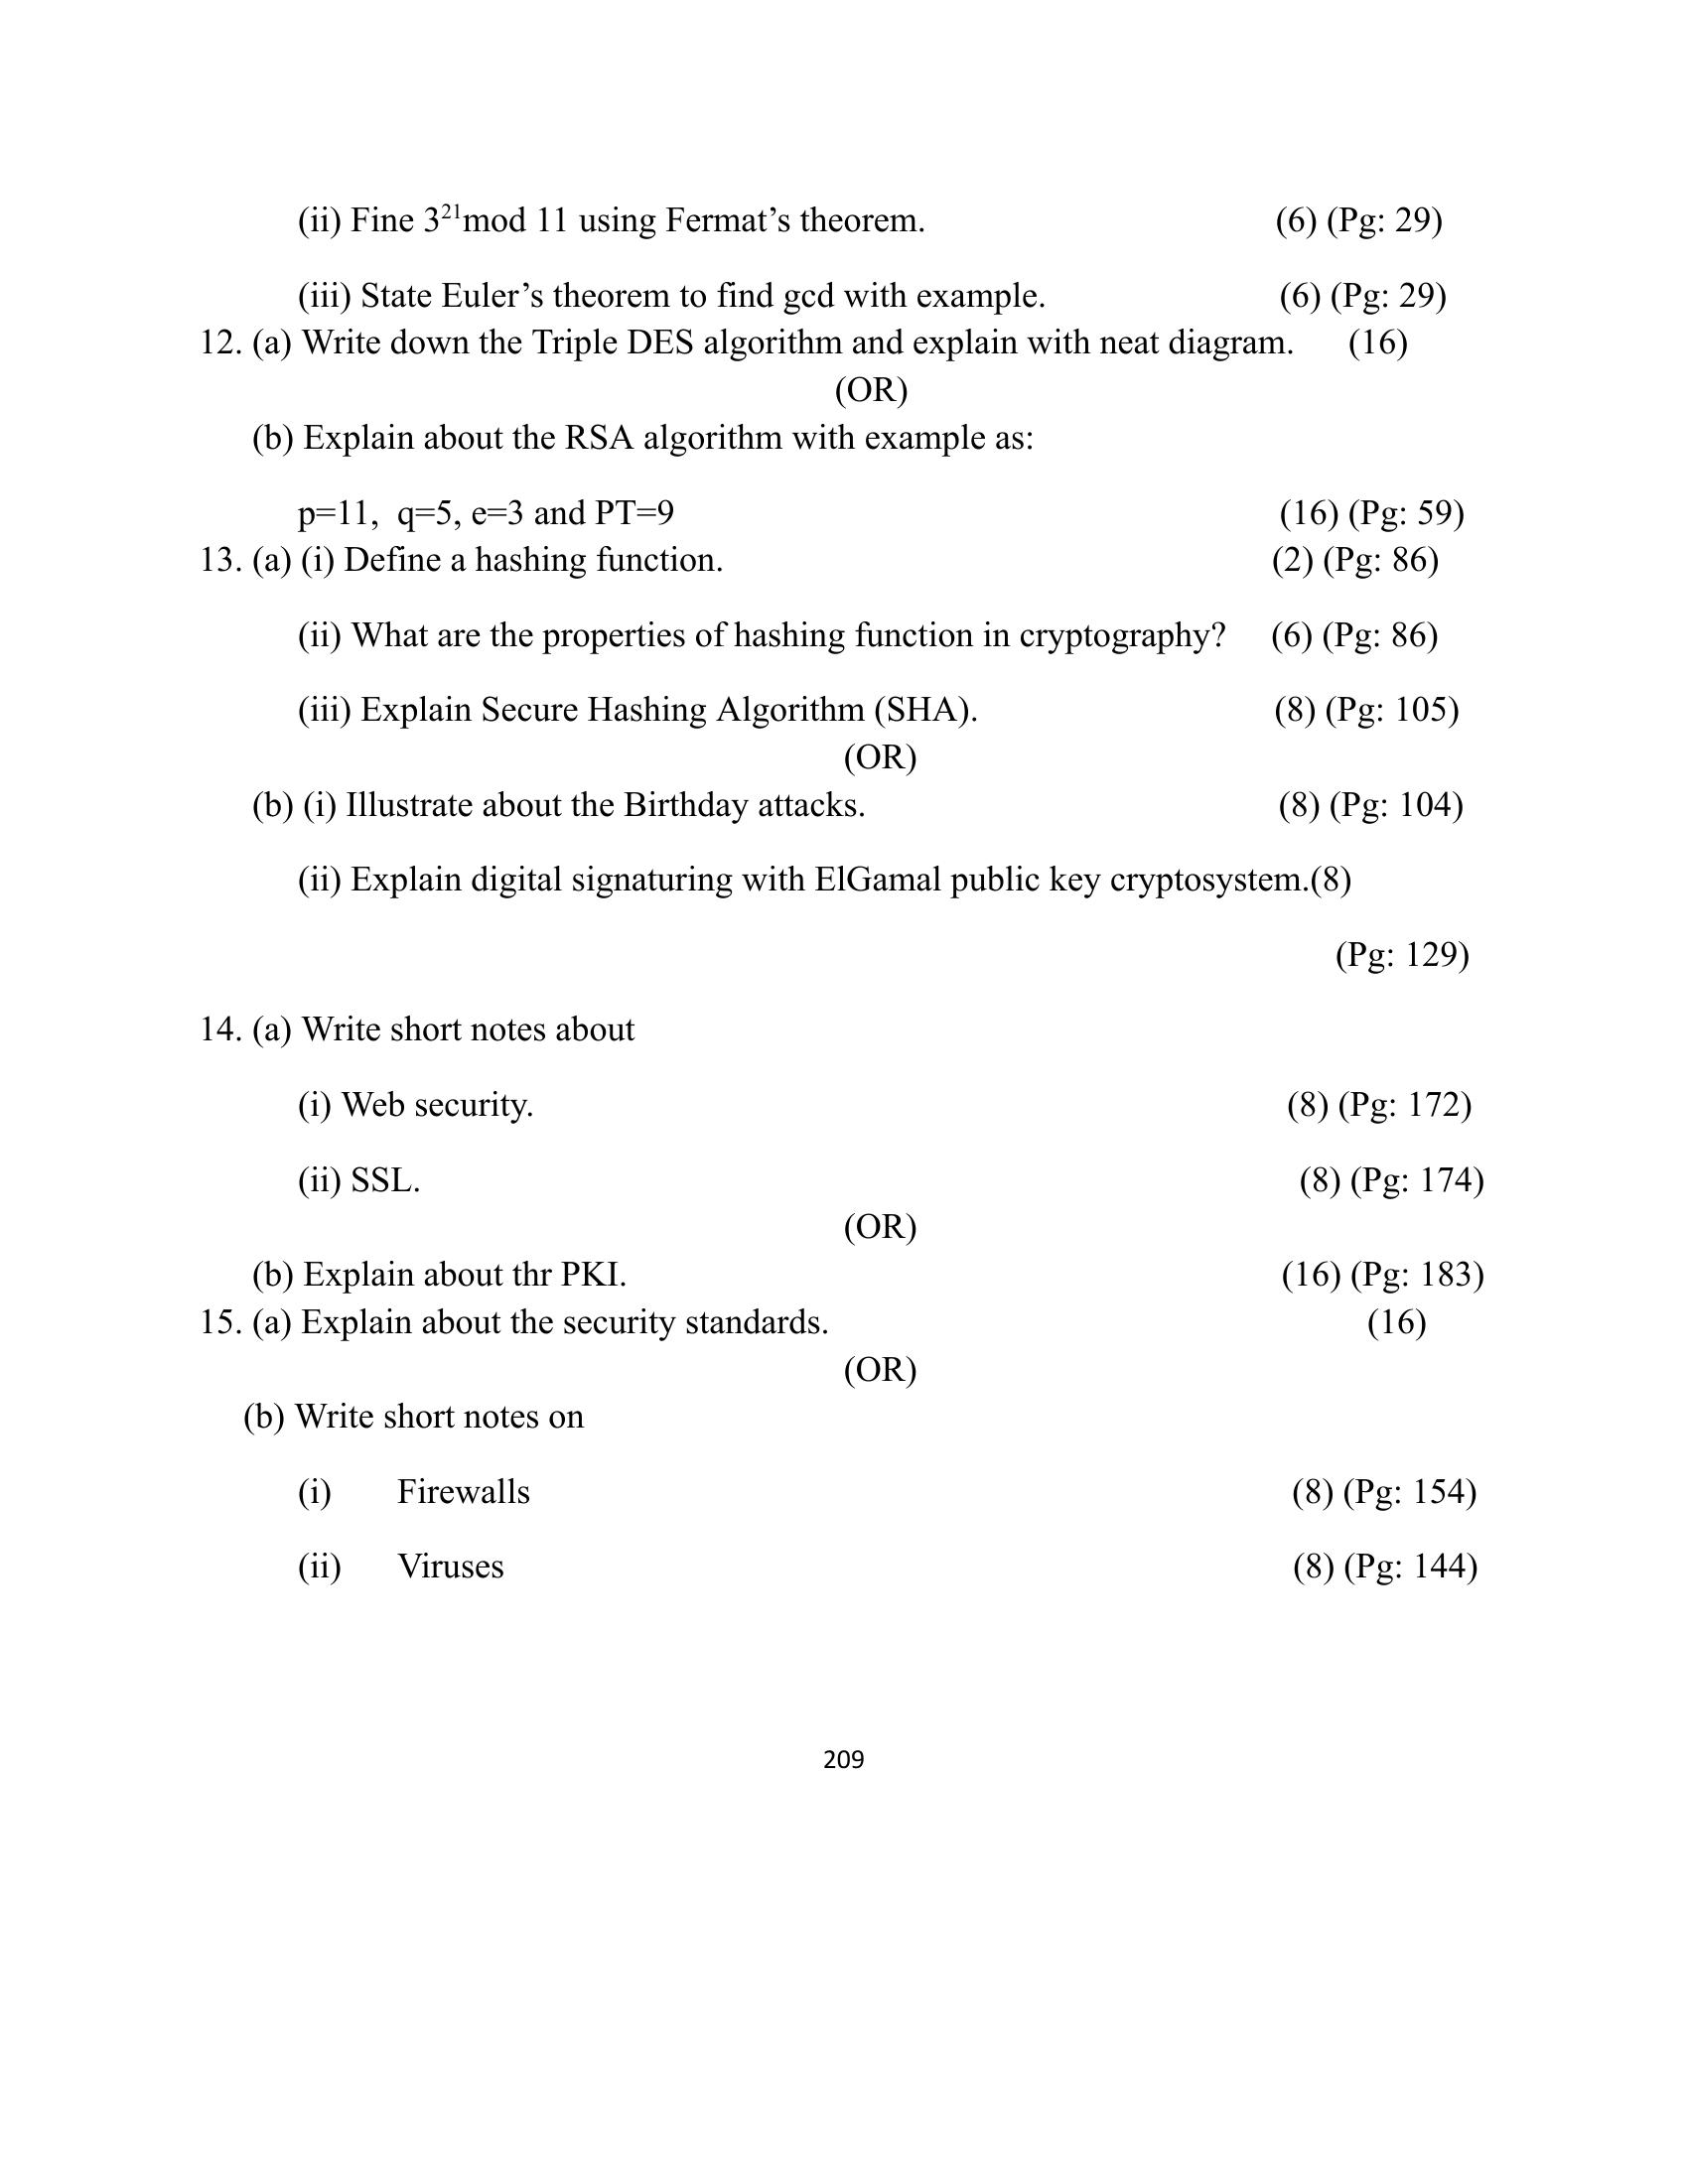 (ii) Fine 3²¹mod 11 using Fermat’s theorem. (6) (Pg: 29)
(iii) State Euler’s theorem to find gcd with example. (6) (Pg: 29)
12. (a) Write down the Triple DES algorithm and explain with neat diagram. (16)
(OR)
(b) Explain about the RSA algorithm with example as:
p=11, q=5, e=3 and PT=9 (16) (Pg: 59)
13. (a) (i) Define a hashing function. (2) (Pg: 86)
(ii) What are the properties of hashing function in cryptography? (6) (Pg: 86)
(iii) Explain Secure Hashing Algorithm (SHA). (8) (Pg: 105)
(OR)
(b) (i) Illustrate about the Birthday attacks. (8) (Pg: 104)
(ii) Explain digital signaturing with ElGamal public key cryptosystem.(8)
(Pg: 129)
14. (a) Write short notes about
(i) Web security. (8) (Pg: 172)
(ii) SSL. (8) (Pg: 174)
(OR)
(b) Explain about thr PKI. (16) (Pg: 183)
15. (a) Explain about the security standards. (16)
(OR)
(b) Write short notes on
(i) Firewalls (8) (Pg: 154)
(ii) Viruses (8) (Pg: 144)
209